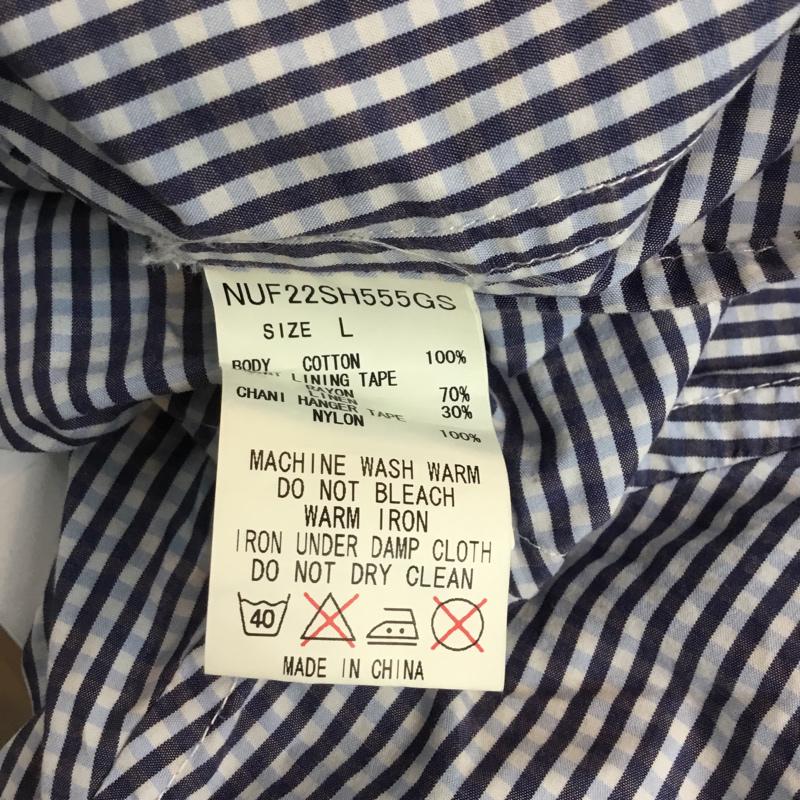 NUF22SH555GS
SIZE L
BODY COTTON 100%
LINING TAPE
RAYON 70%
LINEN 30%
CHANI HANGER TAPE
NYLON 100%
MACHINE WASH WARM
DO NOT BLEACH
WARM IRON
IRON UNDER DAMP CLOTH
DO NOT DRY CLEAN
40
MADE IN CHINA